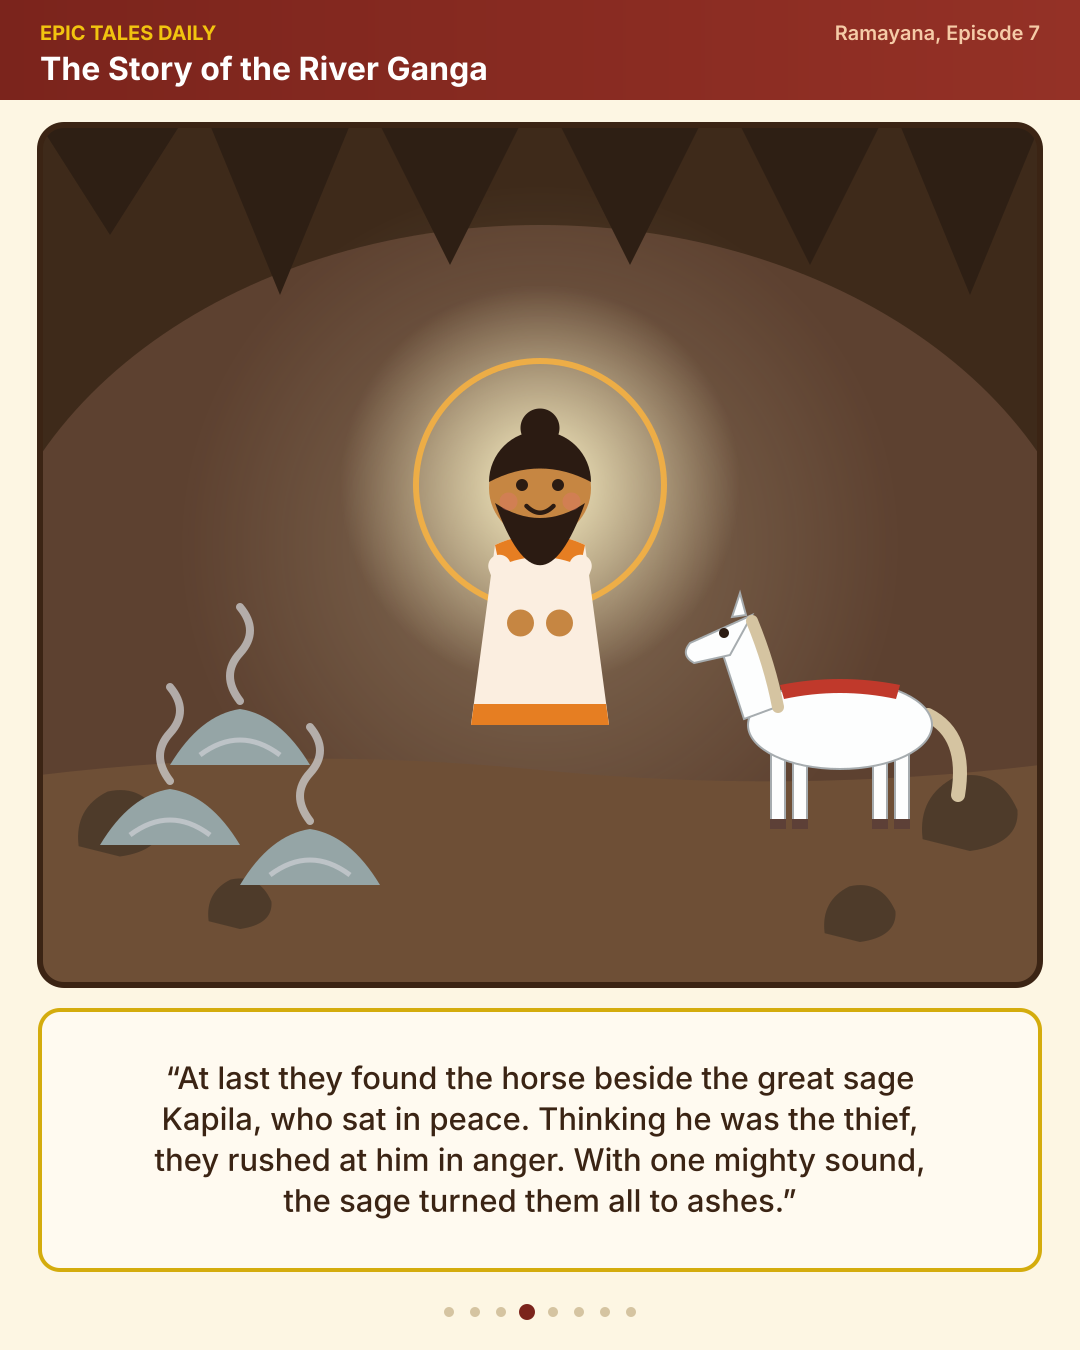 EPIC TALES DAILY
Ramayana, Episode 7
The Story of the River Ganga
“At last they found the horse beside the great sage
Kapila, who sat in peace. Thinking he was the thief,
they rushed at him in anger. With one mighty sound,
the sage turned them all to ashes.”